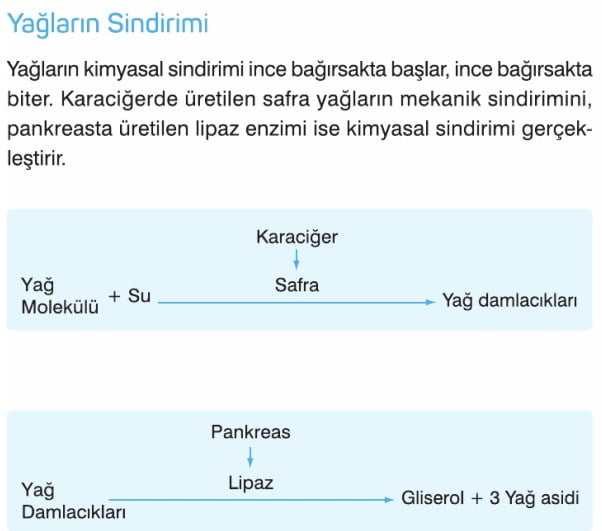 Yağların Sindirimi
Yağların kimyasal sindirimi ince bağırsakta başlar, ince bağırsakta
biter. Karaciğerde üretilen safra yağların mekanik sindirimini,
pankreasta üretilen lipaz enzimi ise kimyasal sindirimi gerçek-
leştirir.
Karaciğer
Safra
Yağ
Molekülü
+ Su
Yağ damlacıkları
Pankreas
Lipaz
Yağ
Damlacıkları
Gliserol + 3 Yağ asidi